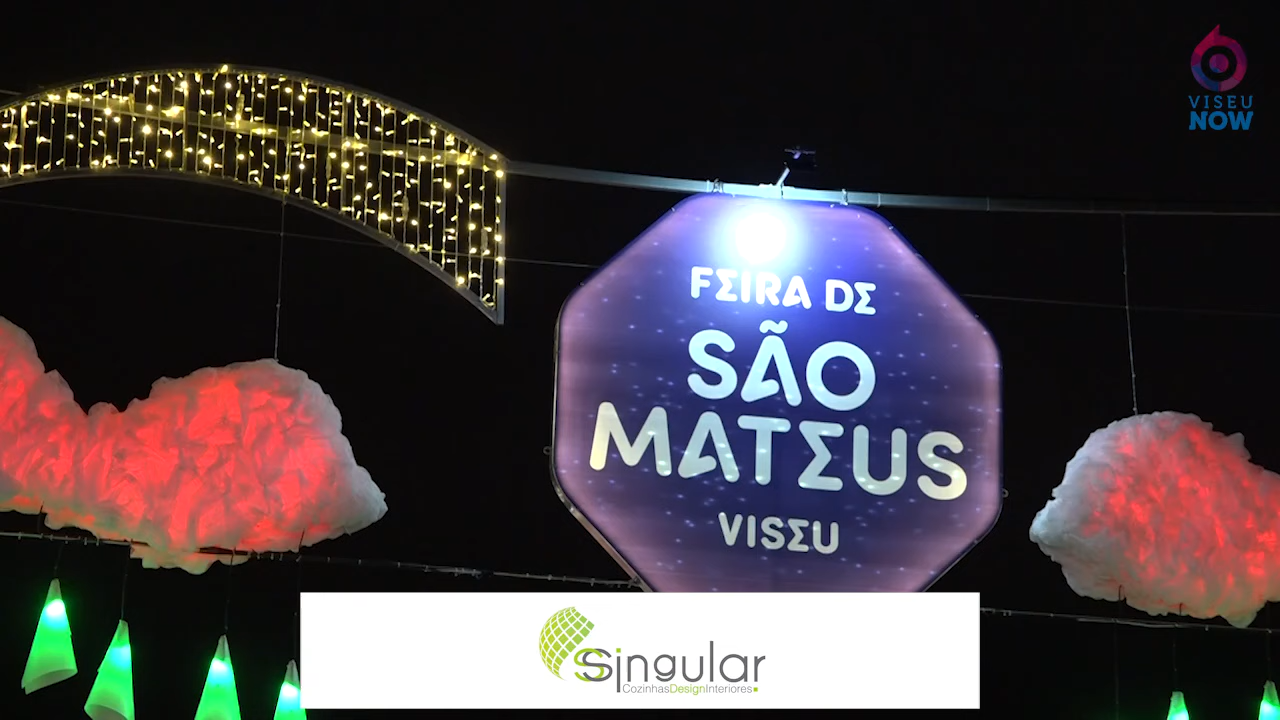 VISEU
NOW
FEIRA DE
SÃO
MATEUS
VISEU
Singular
CozinhasDesignInteriores